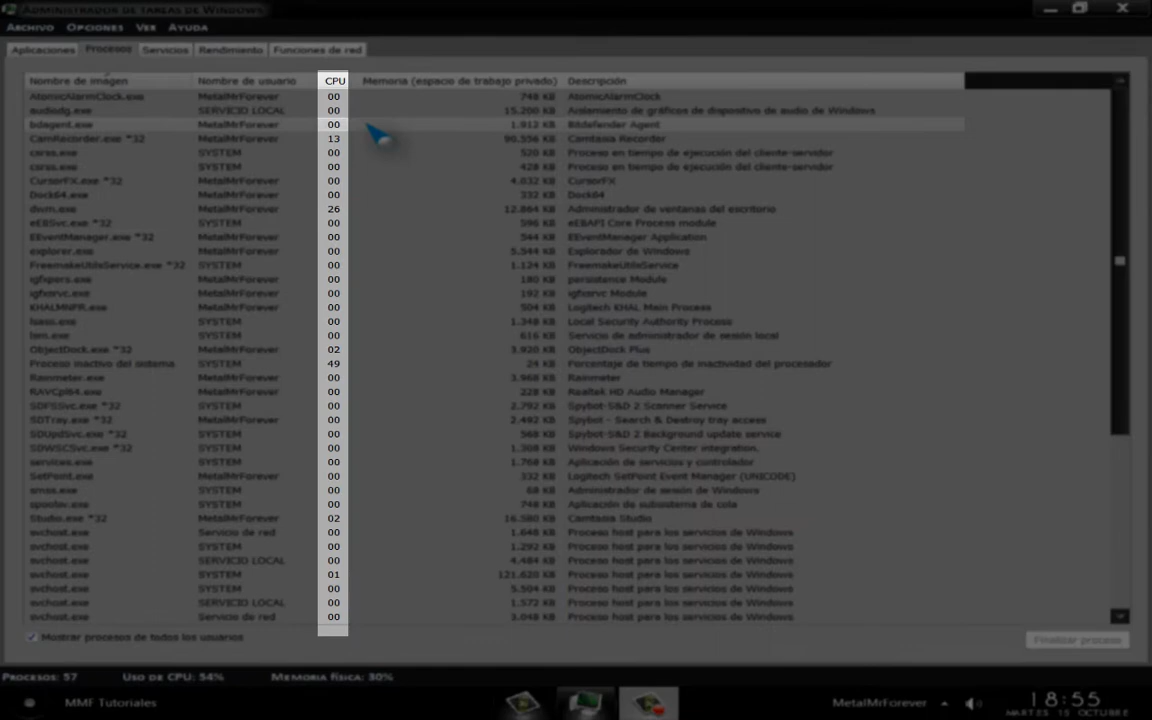 Administrador de tareas de Windows
Archivo Opciones Ver Ayuda
Aplicaciones Procesos Servicios Rendimiento Funciones de red
Nombre de imagen Nombre de usuario CPU Memoria (espacio de trabajo privado) Descripción
AtomicAlarmClock.exe MetalMrForever 00 748 KB AtomicAlarmClock
audiodg.exe SERVICIO LOCAL 00 15.280 KB Aislamiento de gráficos de dispositivo de audio de Windows
bdagent.exe MetalMrForever 00 1.912 KB Bitdefender Agent
CamRecorder.exe *32 MetalMrForever 13 90.556 KB Camtasia Recorder
csrss.exe SYSTEM 00 520 KB Proceso en tiempo de ejecución del cliente-servidor
csrss.exe SYSTEM 00 428 KB Proceso en tiempo de ejecución del cliente-servidor
CursorFX.exe *32 MetalMrForever 00 4.032 KB CursorFX
Dock64.exe MetalMrForever 00 332 KB Dock64
dwm.exe MetalMrForever 26 12.864 KB Administrador de ventanas del escritorio
eEBSvc.exe *32 SYSTEM 00 596 KB eEBAPI Core Process module
EEventManager.exe *32 MetalMrForever 00 544 KB EEventManager Application
explorer.exe MetalMrForever 00 5.544 KB Explorador de Windows
FreemakeUtilsService.exe *32 SYSTEM 00 1.124 KB FreemakeUtilsService
igfxpers.exe MetalMrForever 00 180 KB persistance Module
igfxsrvc.exe MetalMrForever 00 192 KB igfxsrvc Module
KHALMNPR.exe MetalMrForever 00 504 KB Logitech KHAL Main Process
lsass.exe SYSTEM 00 1.348 KB Local Security Authority Process
lsm.exe SYSTEM 00 616 KB Servicio de administrador de sesión local
ObjectDock.exe *32 MetalMrForever 02 3.920 KB ObjectDock Plus
Proceso inactivo del sistema SYSTEM 49 24 KB Porcentaje de tiempo de inactividad del procesador
Rainmeter.exe MetalMrForever 00 3.968 KB Rainmeter
RAVCpl64.exe MetalMrForever 00 228 KB Realtek HD Audio Manager
SDFSSvc.exe *32 SYSTEM 00 2.792 KB Spybot-S&D 2 Scanner Service
SDTray.exe *32 MetalMrForever 00 2.492 KB Spybot - Search & Destroy tray access
SDUpdSvc.exe *32 SYSTEM 00 568 KB Spybot-S&D 2 Background update service
SDWSCSvc.exe *32 SYSTEM 00 1.308 KB Windows Security Center integration.
services.exe SYSTEM 00 1.768 KB Aplicación de servicios y controlador
SetPoint.exe MetalMrForever 00 332 KB Logitech SetPoint Event Manager (UNICODE)
smss.exe SYSTEM 00 68 KB Administrador de sesión de Windows
spoolsv.exe SYSTEM 00 748 KB Aplicación de subsistema de cola
Studio.exe *32 MetalMrForever 02 16.580 KB Camtasia Studio
svchost.exe Servicio de red 00 1.648 KB Proceso host para los servicios de Windows
svchost.exe SYSTEM 00 1.292 KB Proceso host para los servicios de Windows
svchost.exe SERVICIO LOCAL 00 4.484 KB Proceso host para los servicios de Windows
svchost.exe SYSTEM 01 121.620 KB Proceso host para los servicios de Windows
svchost.exe SYSTEM 00 5.504 KB Proceso host para los servicios de Windows
svchost.exe SERVICIO LOCAL 00 1.572 KB Proceso host para los servicios de Windows
svchost.exe Servicio de red 00 3.048 KB Proceso host para los servicios de Windows
Mostrar procesos de todos los usuarios Finalizar proceso
Procesos: 57 Uso de CPU: 54% Memoria física: 30%
MMF Tutoriales MetalMrForever 18:55
martes 15 octubre